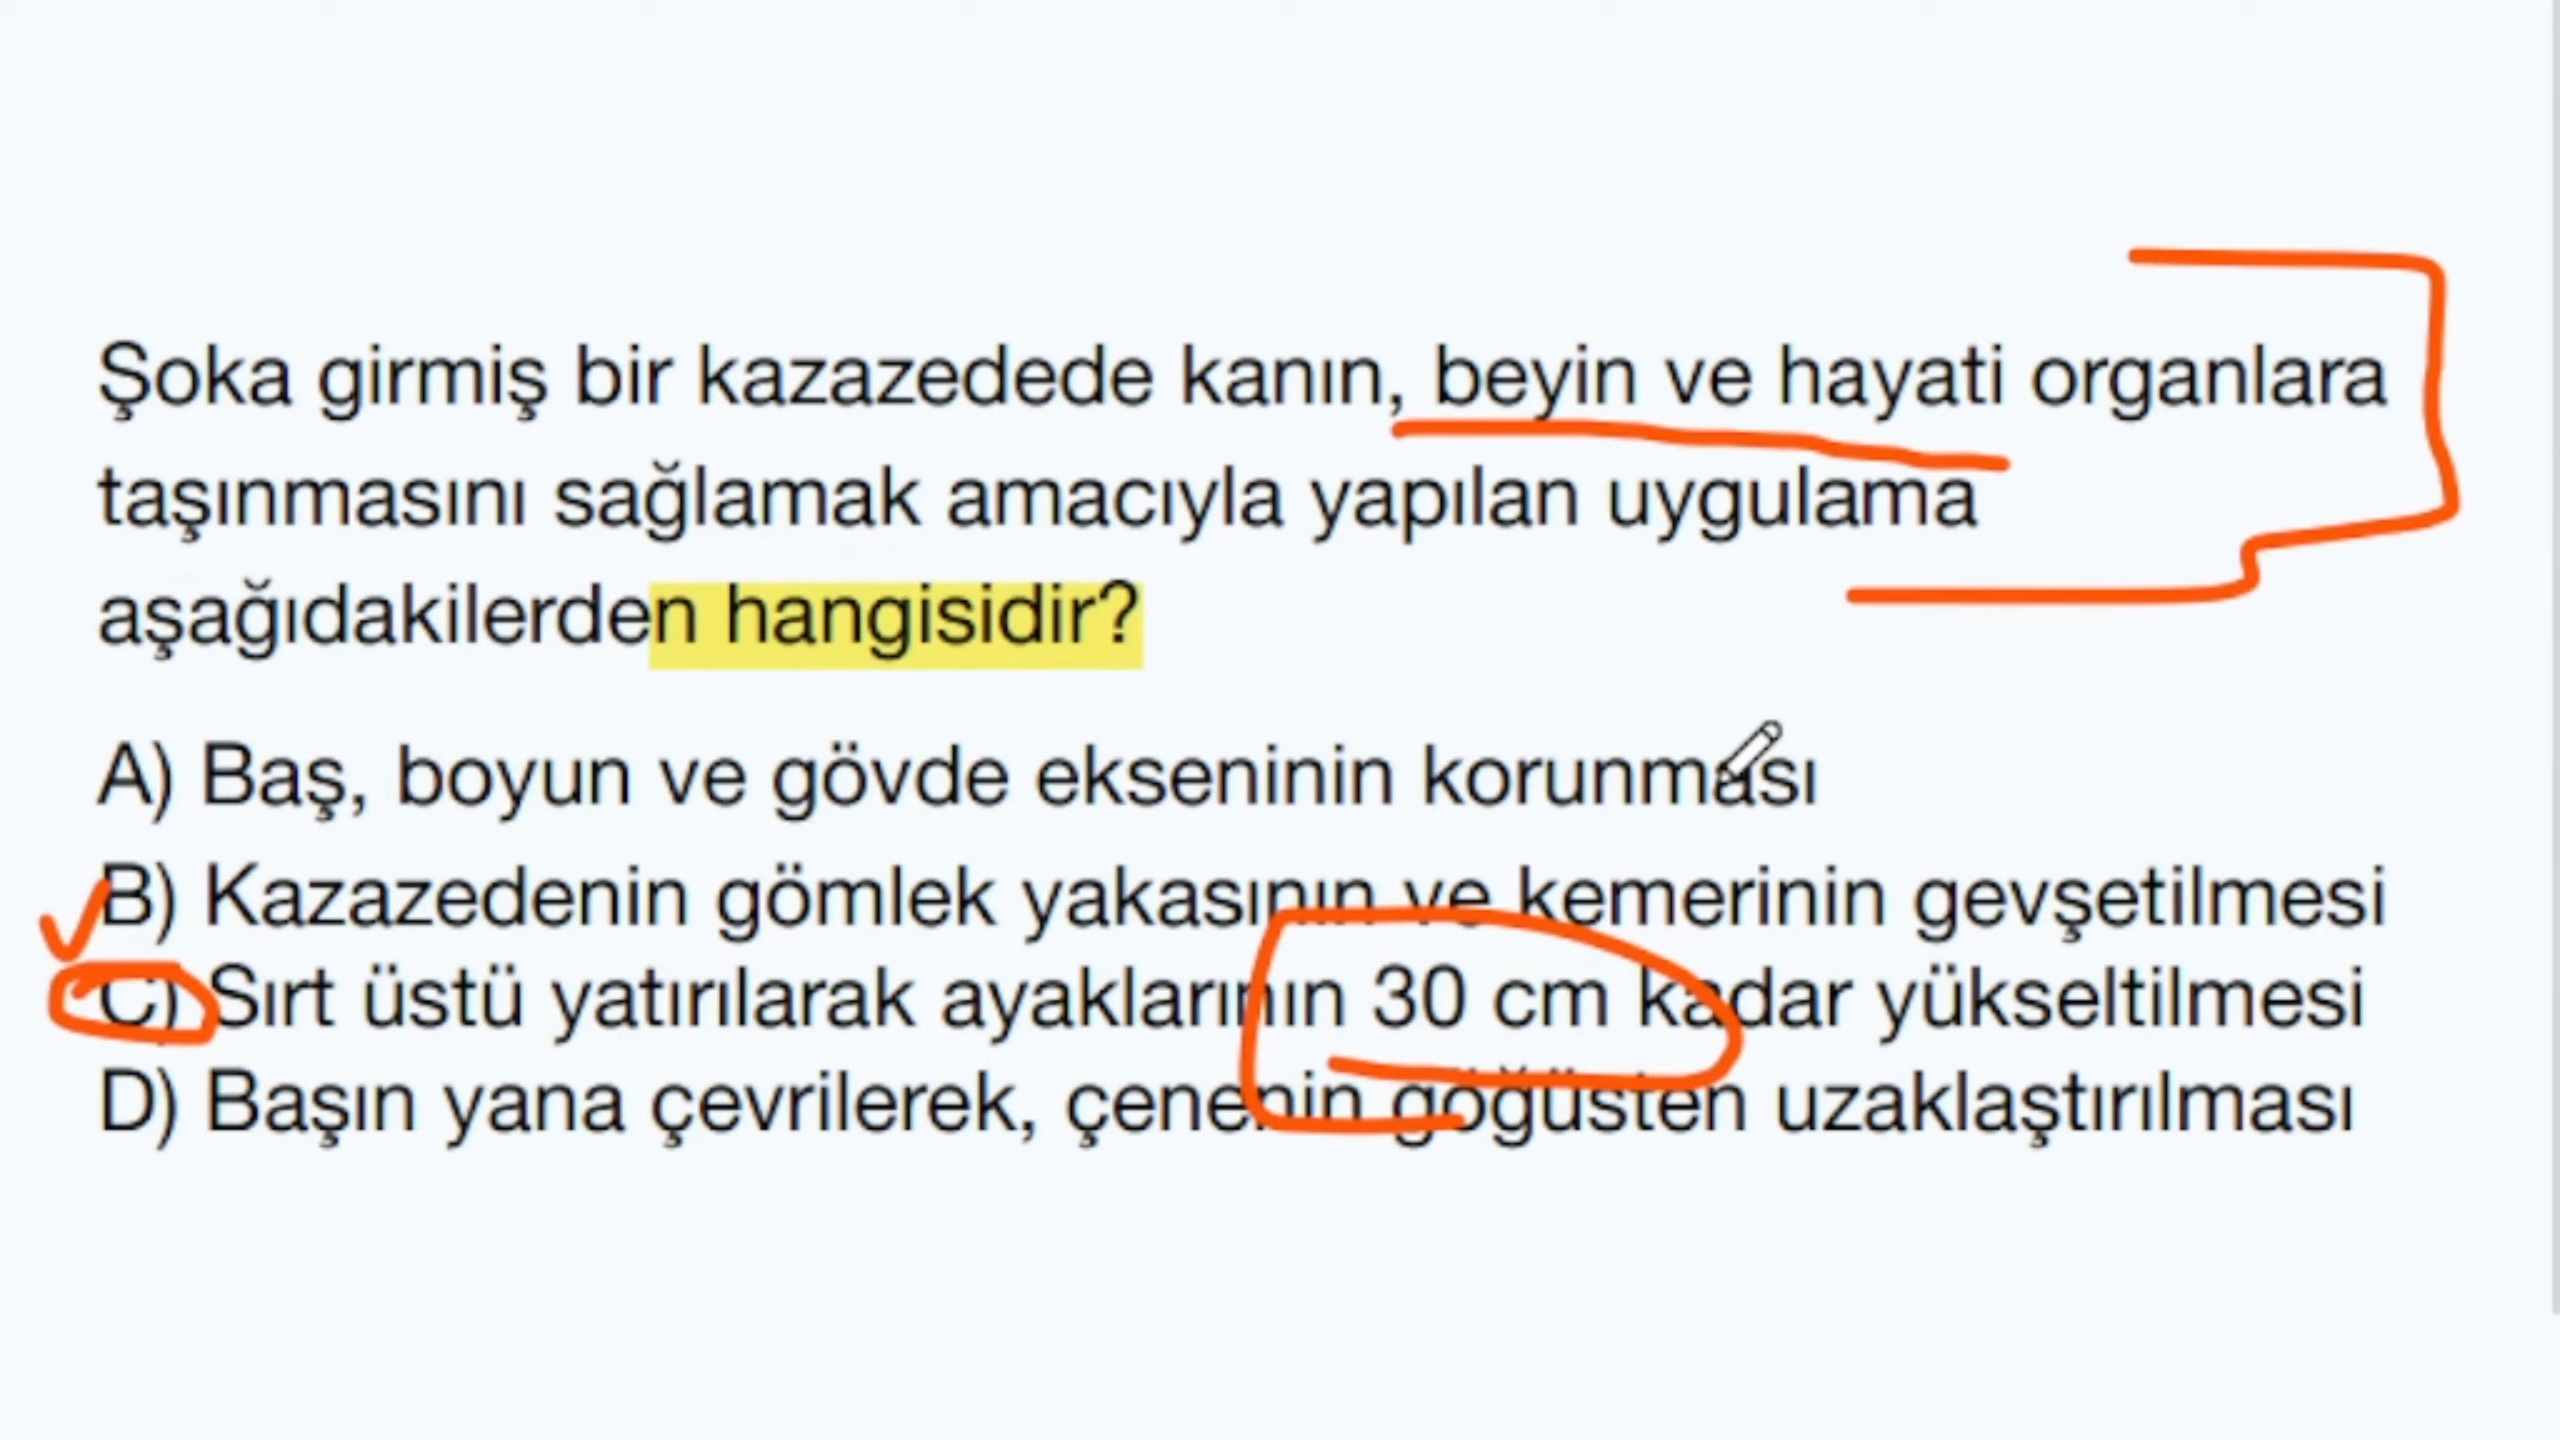 Şoka girmiş bir kazazedede kanın, beyin ve hayati organlara
taşınmasını sağlamak amacıyla yapılan uygulama
aşağıdakilerden hangisidir?
A) Baş, boyun ve gövde ekseninin korunması
B) Kazazedenin gömlek yakasının ve kemerinin gevşetilmesi
C) Sırt üstü yatırılarak ayaklarının 30 cm kadar yükseltilmesi
D) Başın yana çevrilerek, çenenin göğüsten uzaklaştırılması